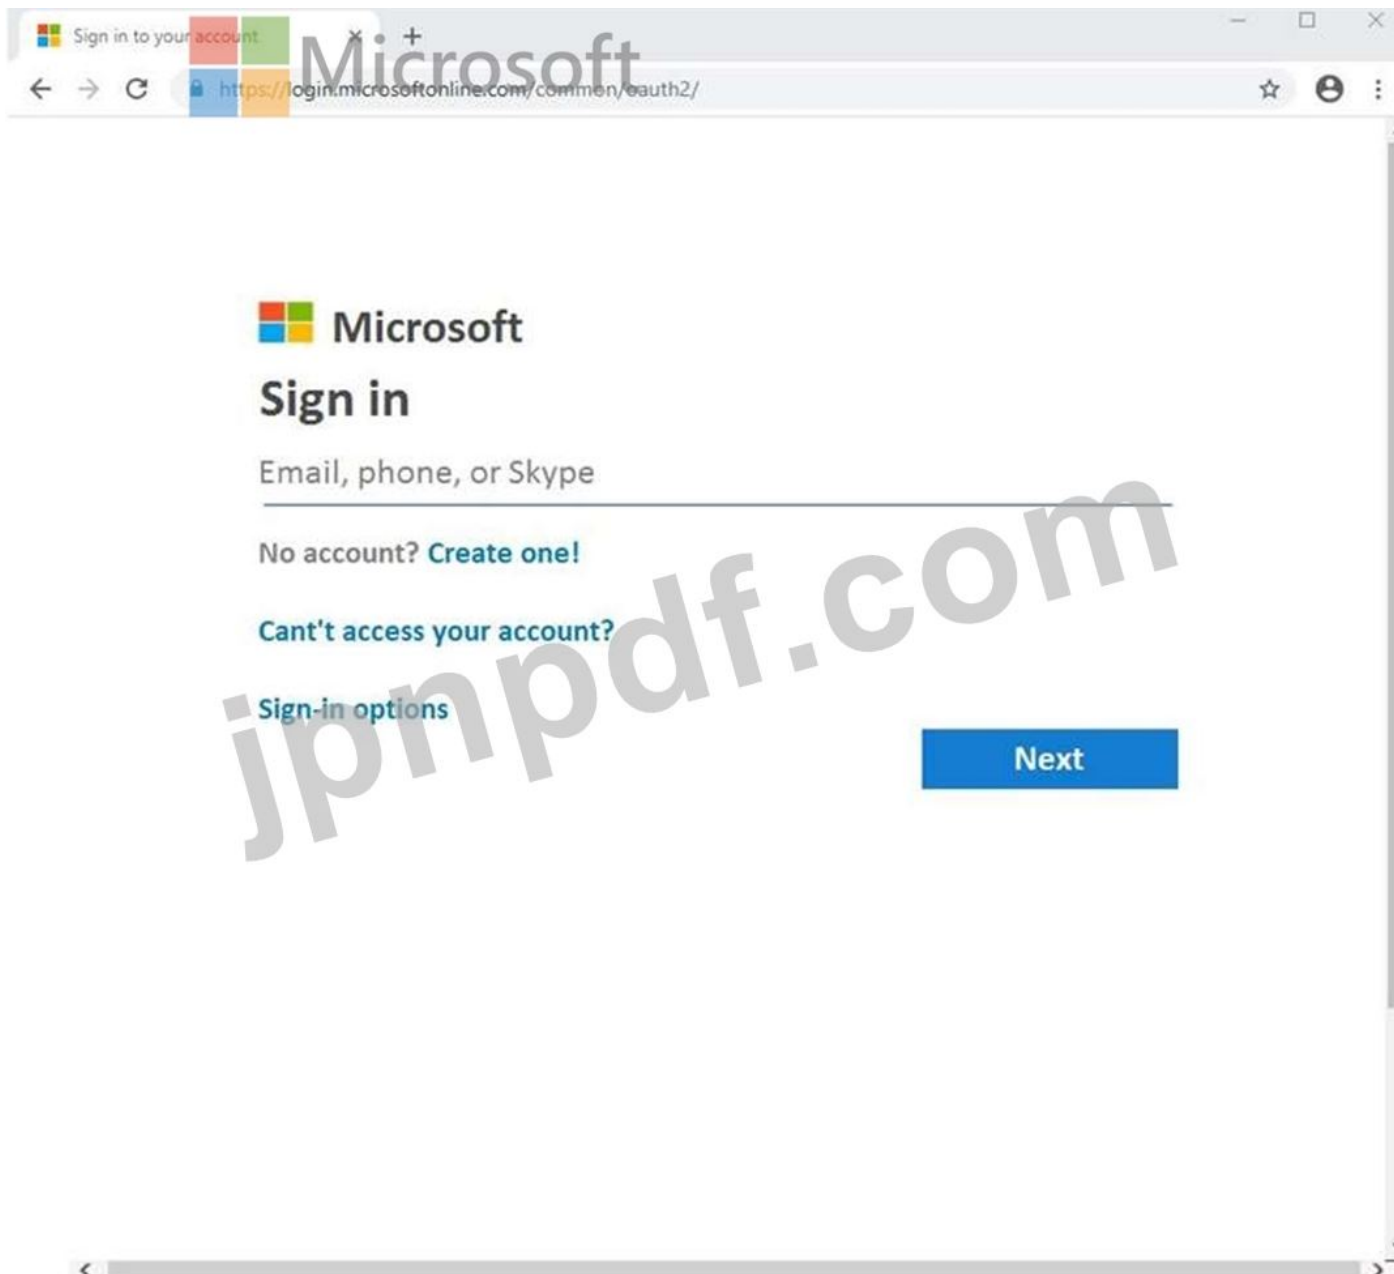 Sign in to your account
Microsoft
https://login.microsoftonline.com/common/oauth2/
Microsoft
Sign in
Email, phone, or Skype
No account? Create one!
Cant't access your account?
Sign-in options
Next
jpnpdf.com